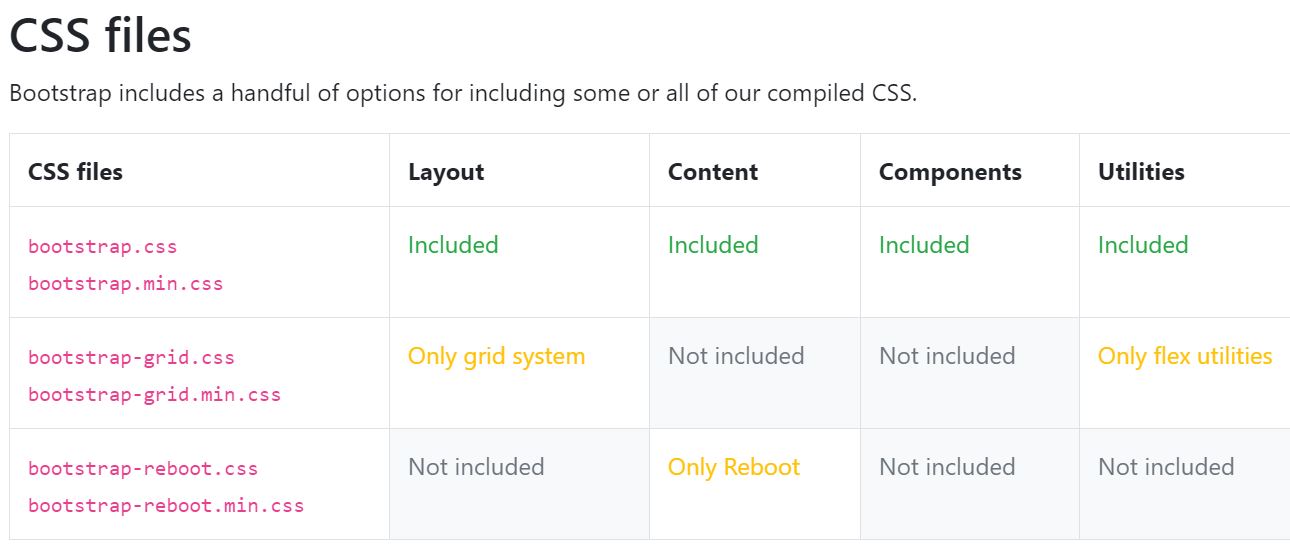 CSS files
Bootstrap includes a handful of options for including some or all of our compiled CSS.
CSS files Layout Content Components Utilities
bootstrap.css Included Included Included Included
bootstrap.min.css
bootstrap-grid.css Only grid system Not included Not included Only flex utilities
bootstrap-grid.min.css
bootstrap-reboot.css Not included Only Reboot Not included Not included
bootstrap-reboot.min.css